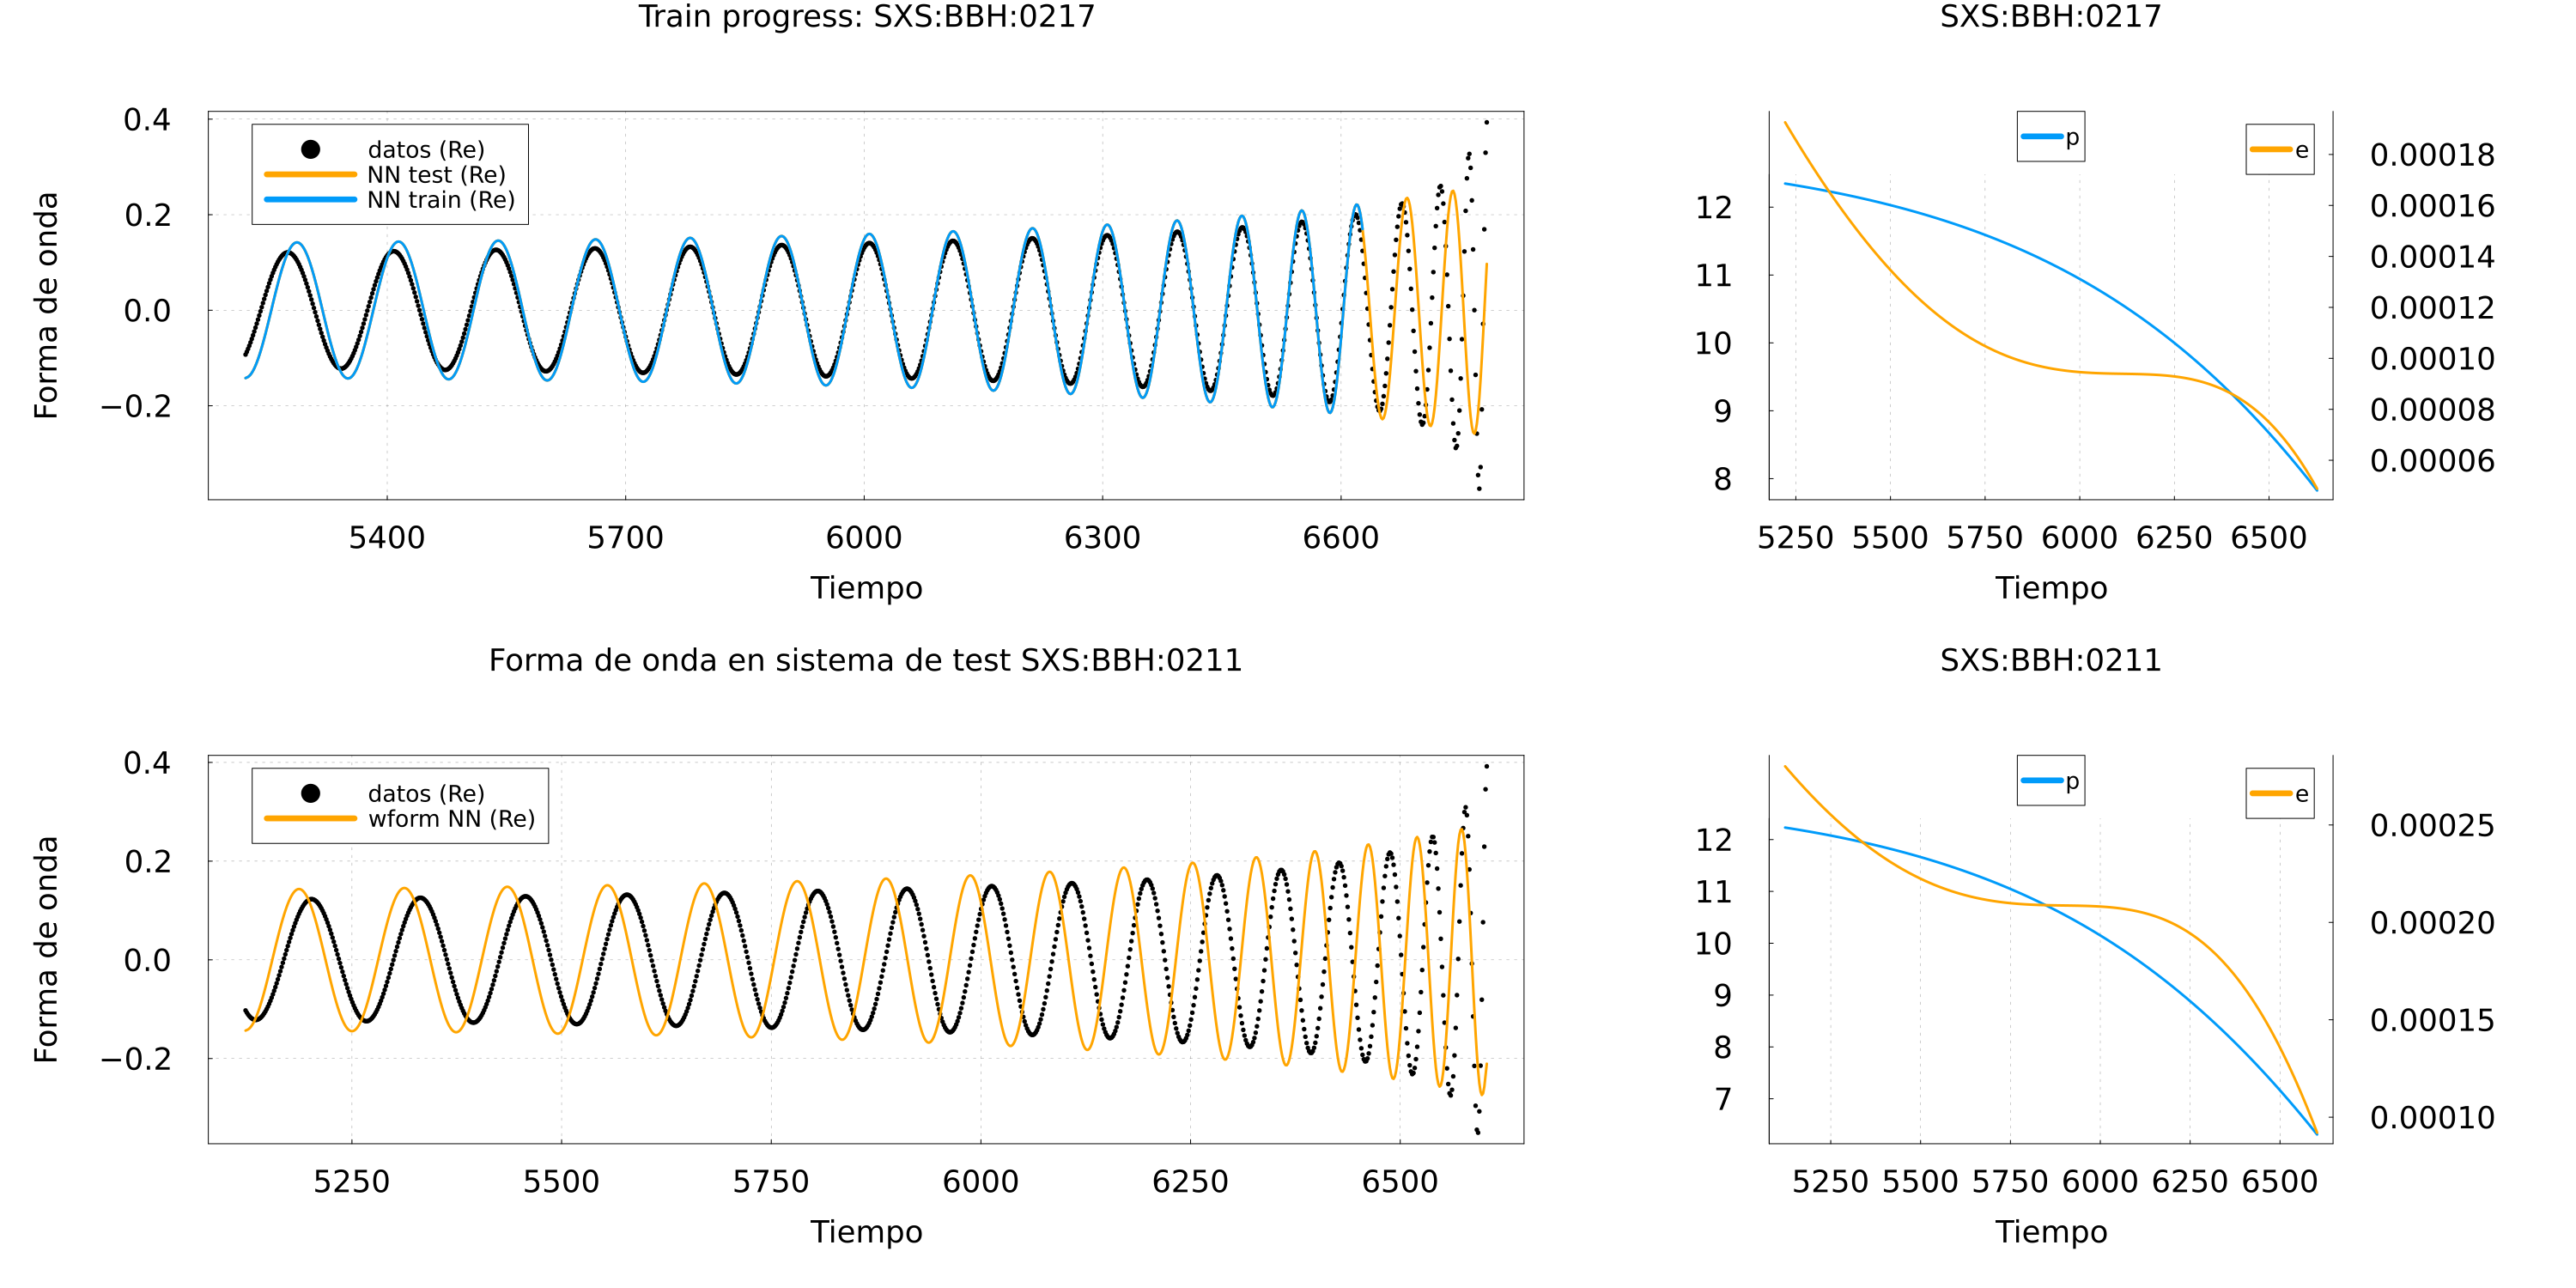 Train progress: SXS:BBH:0217
Forma de onda
0.4
0.2
0.0
−0.2
datos (Re)
NN test (Re)
NN train (Re)
5400 5700 6000 6300 6600
Tiempo
SXS:BBH:0217
12
11
10
9
8
p
e
0.00018
0.00016
0.00014
0.00012
0.00010
0.00008
0.00006
5250 5500 5750 6000 6250 6500
Tiempo
Forma de onda en sistema de test SXS:BBH:0211
Forma de onda
0.4
0.2
0.0
−0.2
datos (Re)
wform NN (Re)
5250 5500 5750 6000 6250 6500
Tiempo
SXS:BBH:0211
12
11
10
9
8
7
p
e
0.00025
0.00020
0.00015
0.00010
5250 5500 5750 6000 6250 6500
Tiempo